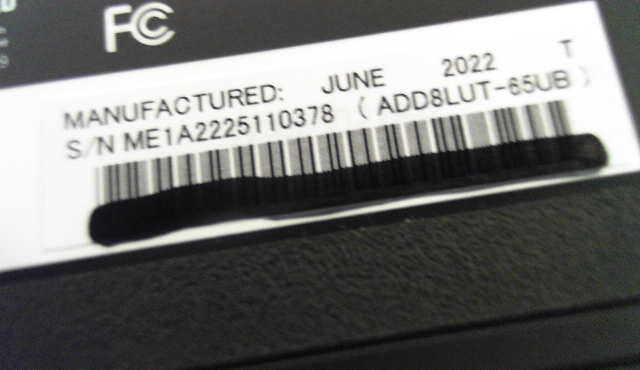 FC
MANUFACTURED: JUNE 2022 T
S/N ME1A2225110378 ( ADD8LUT-65UB )